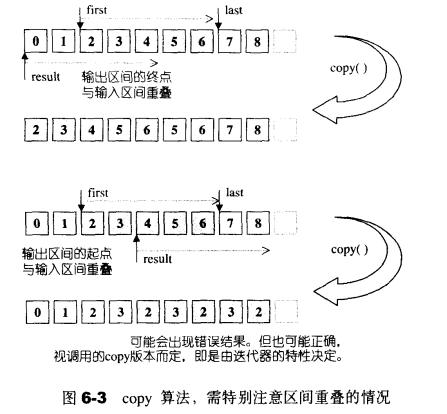 first last
0 1 2 3 4 5 6 7 8
result 输出区间的终点
与输入区间重叠
copy( )
2 3 4 5 6 6 7 8
first last
0 1 2 3 4 5 6 7 8
输出区间的起点
与输入区间重叠
result
copy( )
0 1 2 3 2 3 2 3 2
可能会出现错误结果。但也可能正确，
视调用的copy版本而定，即是由迭代器的特性决定。
图 6-3 copy 算法，需特别注意区间重叠的情况